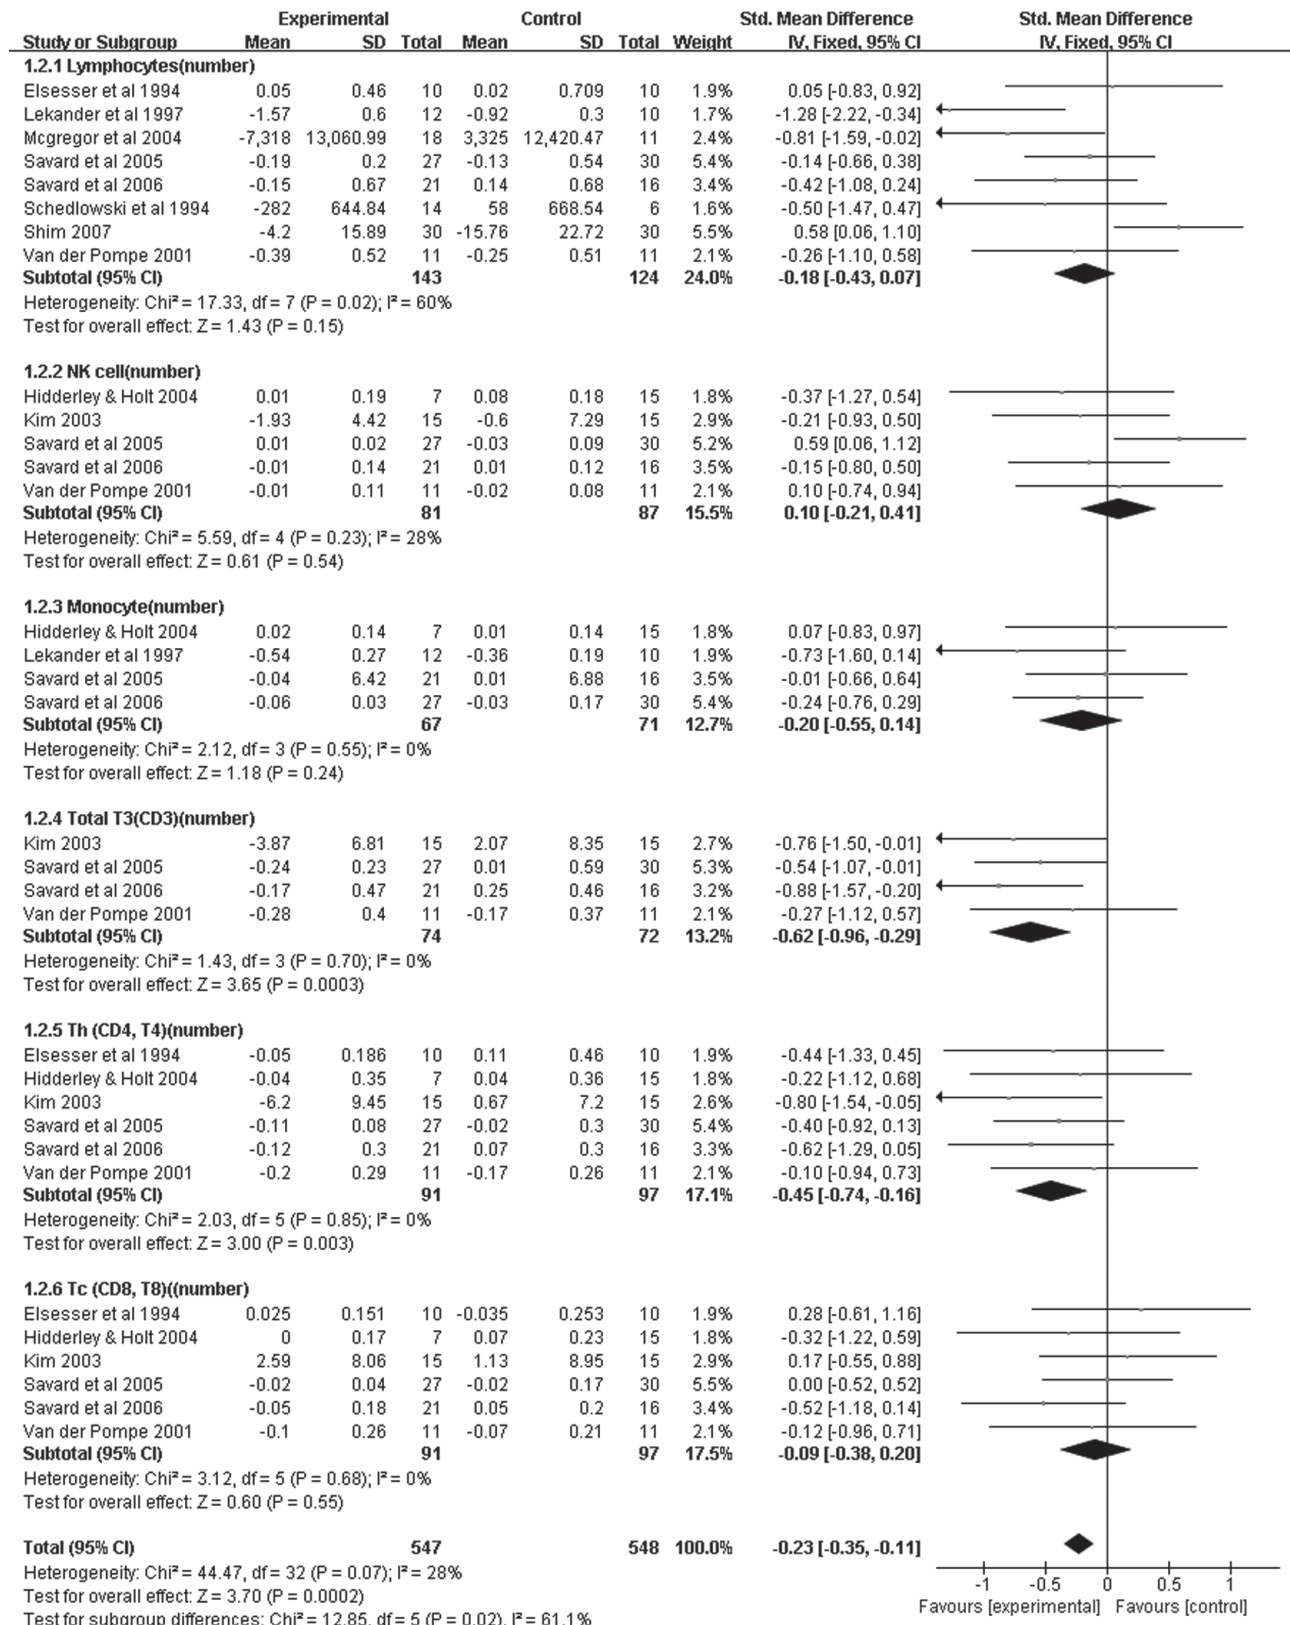 Experimental Control Std. Mean Difference Std. Mean Difference
Study or Subgroup Mean SD Total Mean SD Total Weight IV, Fixed, 95% CI IV, Fixed, 95% CI
1.2.1 Lymphocytes(number)
Elsesser et al 1994 0.05 0.46 10 0.02 0.709 10 1.9% 0.05 [-0.83, 0.92]
Lekander et al 1997 -1.57 0.6 12 -0.92 0.3 10 1.7% -1.28 [-2.22, -0.34]
Mcgregor et al 2004 -7,318 13,060.99 18 3,325 12,420.47 11 2.4% -0.81 [-1.59, -0.02]
Savard et al 2005 -0.19 0.2 27 -0.13 0.54 30 5.4% -0.14 [-0.66, 0.38]
Savard et al 2006 -0.15 0.67 21 0.14 0.68 16 3.4% -0.42 [-1.08, 0.24]
Schedlowski et al 1994 -282 644.84 14 58 668.54 6 1.6% -0.50 [-1.47, 0.47]
Shim 2007 -4.2 15.89 30 -15.76 22.72 30 5.5% 0.58 [0.06, 1.10]
Van der Pompe 2001 -0.39 0.52 11 -0.25 0.51 11 2.1% -0.26 [-1.10, 0.58]
Subtotal (95% CI) 143 124 24.0% -0.18 [-0.43, 0.07]
Heterogeneity: Chi² = 17.33, df = 7 (P = 0.02); I² = 60%
Test for overall effect: Z = 1.43 (P = 0.15)
1.2.2 NK cell(number)
Hidderley & Holt 2004 0.01 0.19 7 0.08 0.18 15 1.8% -0.37 [-1.27, 0.54]
Kim 2003 -1.93 4.42 15 -0.6 7.29 15 2.9% -0.21 [-0.93, 0.50]
Savard et al 2005 0.01 0.02 27 -0.03 0.09 30 5.2% 0.59 [0.06, 1.12]
Savard et al 2006 -0.01 0.14 21 0.01 0.12 16 3.5% -0.15 [-0.80, 0.50]
Van der Pompe 2001 -0.01 0.11 11 -0.02 0.08 11 2.1% 0.10 [-0.74, 0.94]
Subtotal (95% CI) 81 87 15.5% 0.10 [-0.21, 0.41]
Heterogeneity: Chi² = 5.59, df = 4 (P = 0.23); I² = 28%
Test for overall effect: Z = 0.61 (P = 0.54)
1.2.3 Monocyte(number)
Hidderley & Holt 2004 0.02 0.14 7 0.01 0.14 15 1.8% 0.07 [-0.83, 0.97]
Lekander et al 1997 -0.54 0.27 12 -0.36 0.19 10 1.9% -0.73 [-1.60, 0.14]
Savard et al 2005 -0.04 6.42 21 0.01 6.88 16 3.5% -0.01 [-0.66, 0.64]
Savard et al 2006 -0.06 0.03 27 -0.03 0.17 30 5.4% -0.24 [-0.76, 0.29]
Subtotal (95% CI) 67 71 12.7% -0.20 [-0.55, 0.14]
Heterogeneity: Chi² = 2.12, df = 3 (P = 0.55); I² = 0%
Test for overall effect: Z = 1.18 (P = 0.24)
1.2.4 Total T3(CD3)(number)
Kim 2003 -3.87 6.81 15 2.07 8.35 15 2.7% -0.76 [-1.50, -0.01]
Savard et al 2005 -0.24 0.23 27 0.01 0.59 30 5.3% -0.54 [-1.07, -0.01]
Savard et al 2006 -0.17 0.47 21 0.25 0.46 16 3.2% -0.88 [-1.57, -0.20]
Van der Pompe 2001 -0.28 0.4 11 -0.17 0.37 11 2.1% -0.27 [-1.12, 0.57]
Subtotal (95% CI) 74 72 13.2% -0.62 [-0.96, -0.29]
Heterogeneity: Chi² = 1.43, df = 3 (P = 0.70); I² = 0%
Test for overall effect: Z = 3.65 (P = 0.0003)
1.2.5 Th (CD4, T4)(number)
Elsesser et al 1994 -0.05 0.186 10 0.11 0.46 10 1.9% -0.44 [-1.33, 0.45]
Hidderley & Holt 2004 -0.04 0.35 7 0.04 0.36 15 1.8% -0.22 [-1.12, 0.68]
Kim 2003 -6.2 9.45 15 0.67 7.2 15 2.6% -0.80 [-1.54, -0.05]
Savard et al 2005 -0.11 0.08 27 -0.02 0.3 30 5.4% -0.40 [-0.92, 0.13]
Savard et al 2006 -0.12 0.3 21 0.07 0.3 16 3.3% -0.62 [-1.29, 0.05]
Van der Pompe 2001 -0.2 0.29 11 -0.17 0.26 11 2.1% -0.10 [-0.94, 0.73]
Subtotal (95% CI) 91 97 17.1% -0.45 [-0.74, -0.16]
Heterogeneity: Chi² = 2.03, df = 5 (P = 0.85); I² = 0%
Test for overall effect: Z = 3.00 (P = 0.003)
1.2.6 Tc (CD8, T8)((number)
Elsesser et al 1994 0.025 0.151 10 -0.035 0.253 10 1.9% 0.28 [-0.61, 1.16]
Hidderley & Holt 2004 0 0.17 7 0.07 0.23 15 1.8% -0.32 [-1.22, 0.59]
Kim 2003 2.59 8.06 15 1.13 8.95 15 2.9% 0.17 [-0.55, 0.88]
Savard et al 2005 -0.02 0.04 27 -0.02 0.17 30 5.5% 0.00 [-0.52, 0.52]
Savard et al 2006 -0.05 0.18 21 0.05 0.2 16 3.4% -0.52 [-1.18, 0.14]
Van der Pompe 2001 -0.1 0.26 11 -0.07 0.21 11 2.1% -0.12 [-0.96, 0.71]
Subtotal (95% CI) 91 97 17.5% -0.09 [-0.38, 0.20]
Heterogeneity: Chi² = 3.12, df = 5 (P = 0.68); I² = 0%
Test for overall effect: Z = 0.60 (P = 0.55)
Total (95% CI) 547 548 100.0% -0.23 [-0.35, -0.11]
Heterogeneity: Chi² = 44.47, df = 32 (P = 0.07); I² = 28%
Test for overall effect: Z = 3.70 (P = 0.0002)
Test for subgroup differences: Chi² = 12.85, df = 5 (P = 0.02), I² = 61.1%
-1 -0.5 0 0.5 1
Favours [experimental] Favours [control]